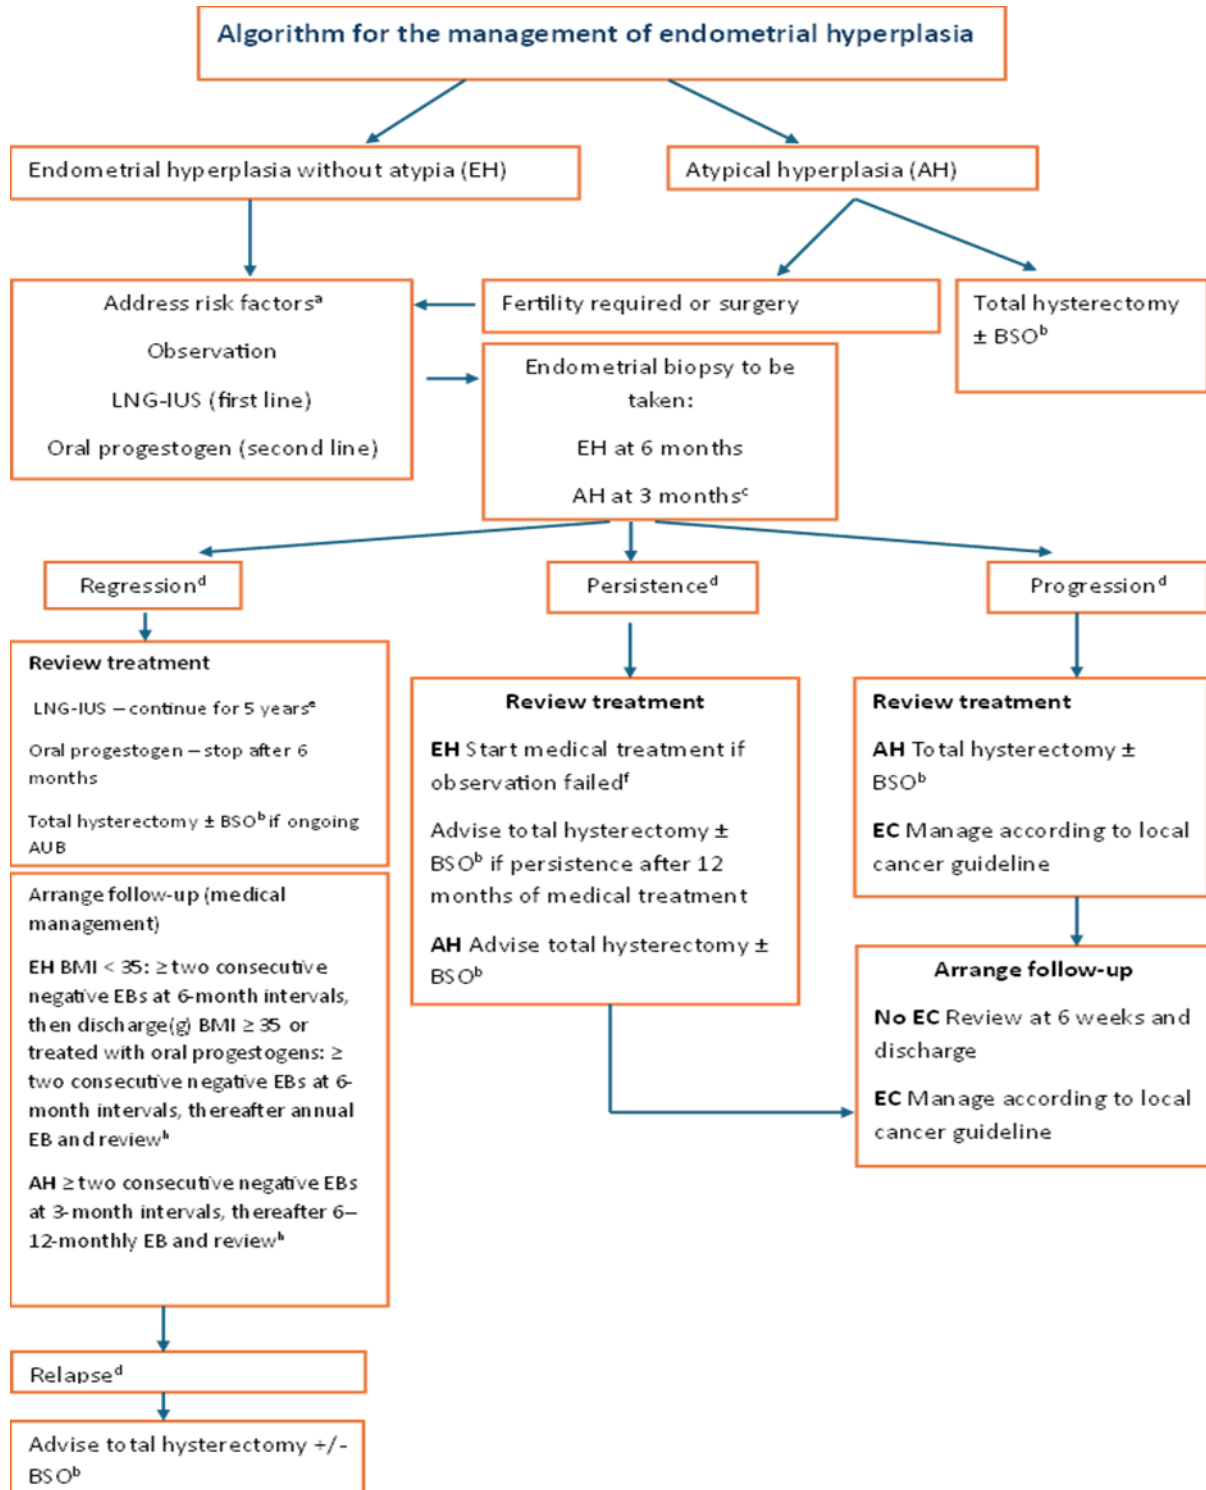 Algorithm for the management of endometrial hyperplasia
Endometrial hyperplasia without atypia (EH)
Atypical hyperplasia (AH)
Address risk factorsᵃ
Observation
LNG-IUS (first line)
Oral progestogen (second line)
Fertility required or surgery
Total hysterectomy
± BSOᵇ
Endometrial biopsy to be
taken:
EH at 6 months
AH at 3 monthsᶜ
Regressionᵈ
Persistenceᵈ
Progressionᵈ
Review treatment
LNG-IUS – continue for 5 yearsᵉ
Oral progestogen – stop after 6
months
Total hysterectomy ± BSOᵇ if ongoing
AUB
Arrange follow-up (medical
management)
EH BMI < 35: ≥ two consecutive
negative EBs at 6-month intervals,
then discharge(g) BMI ≥ 35 or
treated with oral progestogens: ≥
two consecutive negative EBs at 6-
month intervals, thereafter annual
EB and reviewʰ
AH ≥ two consecutive negative EBs
at 3-month intervals, thereafter 6–
12-monthly EB and reviewʰ
Relapseᵈ
Advise total hysterectomy +/-
BSOᵇ
Review treatment
EH Start medical treatment if
observation failedᶠ
Advise total hysterectomy ±
BSOᵇ if persistence after 12
months of medical treatment
AH Advise total hysterectomy ±
BSOᵇ
Review treatment
AH Total hysterectomy ±
BSOᵇ
EC Manage according to local
cancer guideline
Arrange follow-up
No EC Review at 6 weeks and
discharge
EC Manage according to local
cancer guideline